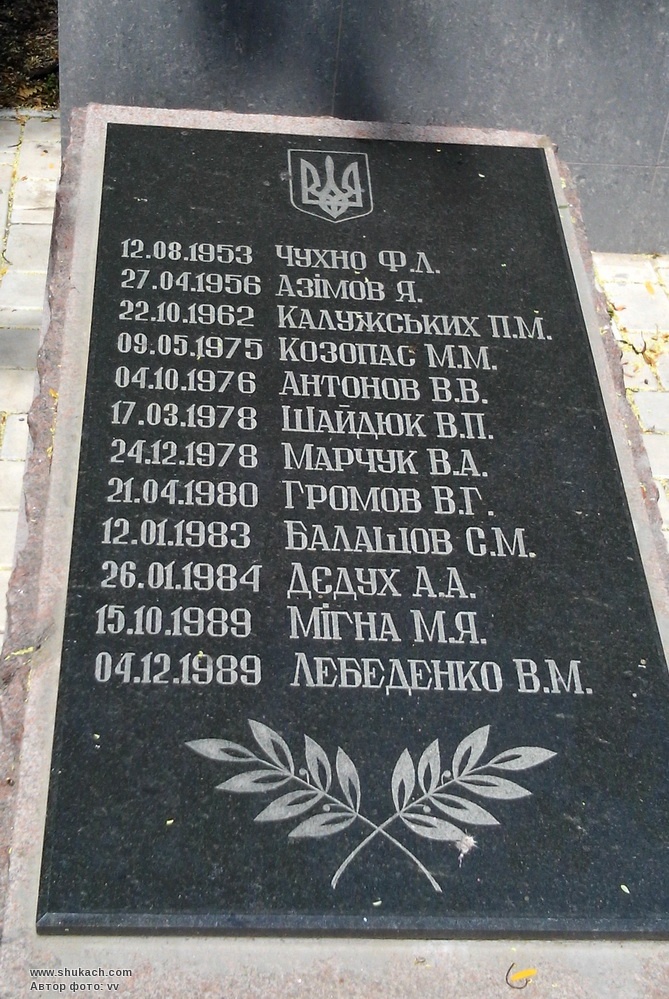 12.08.1953 Чухно Ф.Л.
27.04.1956 Азімов Я.
22.10.1962 Калужських П.М.
09.05.1975 Козопас М.М.
04.10.1976 Антонов В.В.
17.03.1978 Шайдюк В.П.
24.12.1978 Марчук В.А.
21.04.1980 Громов В.Г.
12.01.1983 Балашов С.М.
26.01.1984 Дєдух А.А.
15.10.1989 Мігна М.Я.
04.12.1989 Лебеденко В.М.
www.shukach.com
Автор фото: vv